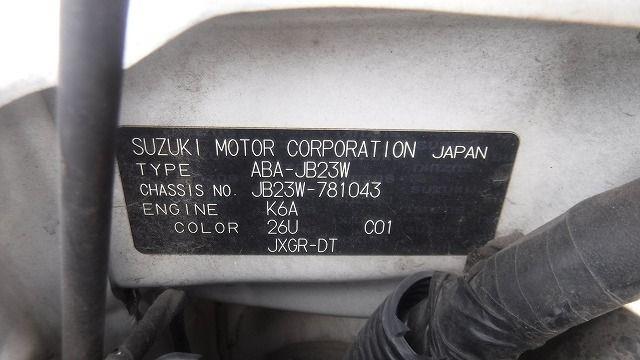 SUZUKI MOTOR CORPORATION JAPAN
TYPE ABA-JB23W
CHASSIS NO. JB23W-781043
ENGINE K6A
COLOR 26U C01
JXGR-DT